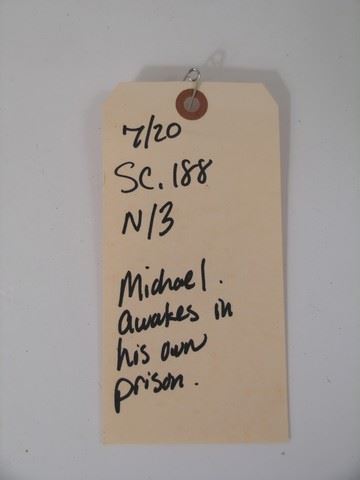 7/20
SC. 188
N/3
Michael.
awakes in
his own
prison.